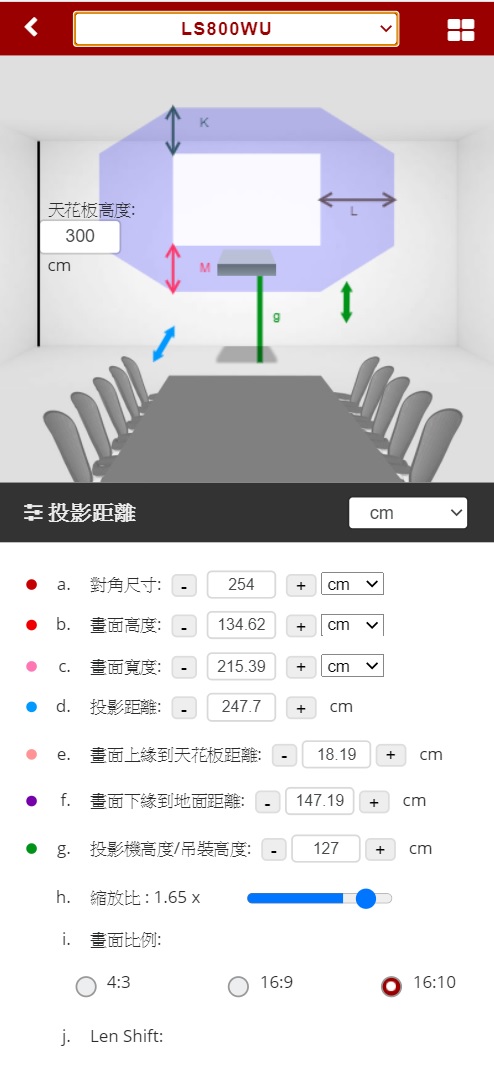 LS800WU
K
天花板高度:
300
cm
L
M
g
投影距離
cm
a. 對角尺寸: - 254 + cm
b. 畫面高度: - 134.62 + cm
c. 畫面寬度: - 215.39 + cm
d. 投影距離: - 247.7 + cm
e. 畫面上緣到天花板距離: - 18.19 + cm
f. 畫面下緣到地面距離: - 147.19 + cm
g. 投影機高度/吊裝高度: - 127 + cm
h. 縮放比 : 1.65 x
i. 畫面比例:
4:3 16:9 16:10
j. Len Shift: